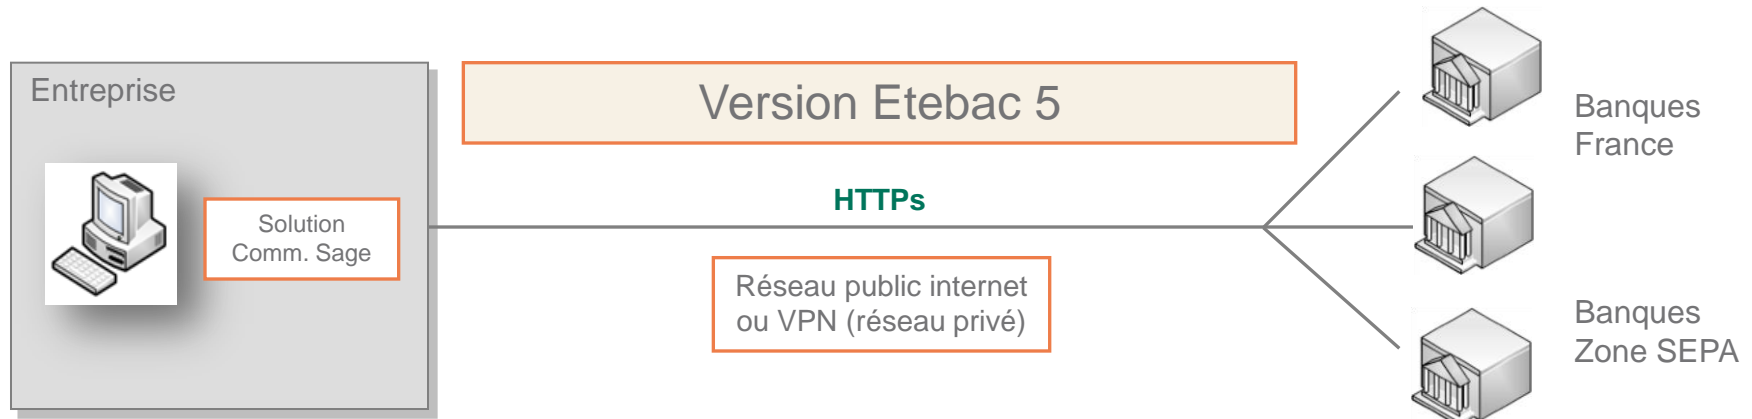 Entreprise
Solution
Comm. Sage
Version Etebac 5
HTTPs
Réseau public internet
ou VPN (réseau privé)
Banques
France
Banques
Zone SEPA